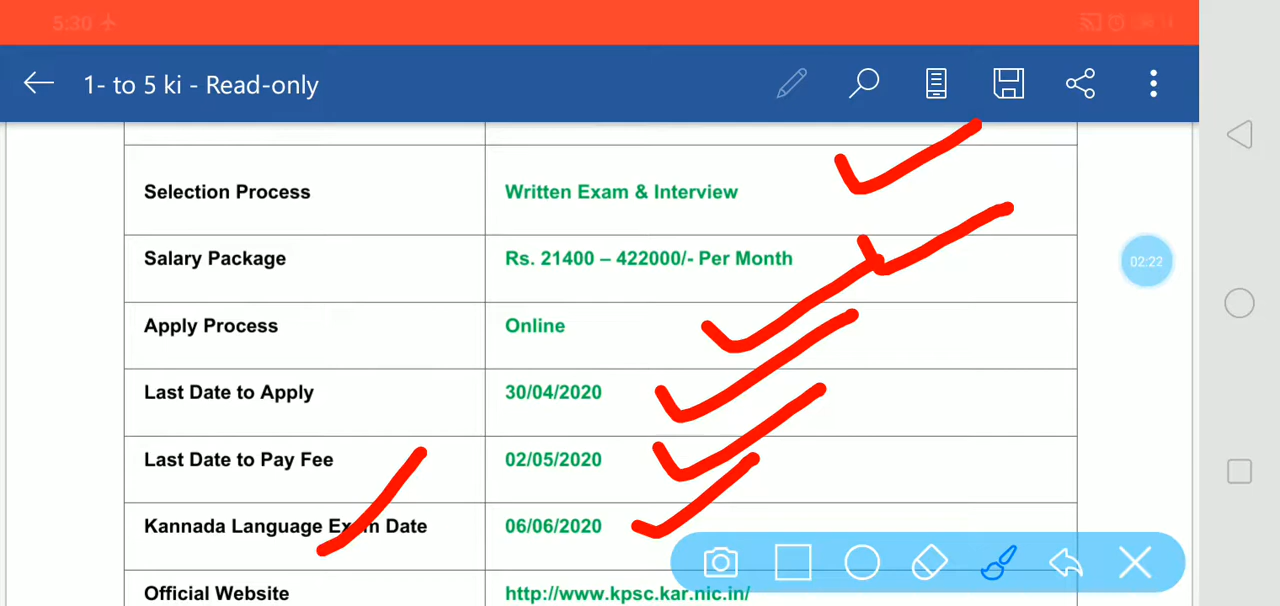 5:30
1- to 5 ki - Read-only
Selection Process Written Exam & Interview
Salary Package Rs. 21400 – 422000/- Per Month
02:22
Apply Process Online
Last Date to Apply 30/04/2020
Last Date to Pay Fee 02/05/2020
Kannada Language Exam Date 06/06/2020
Official Website http://www.kpsc.kar.nic.in/